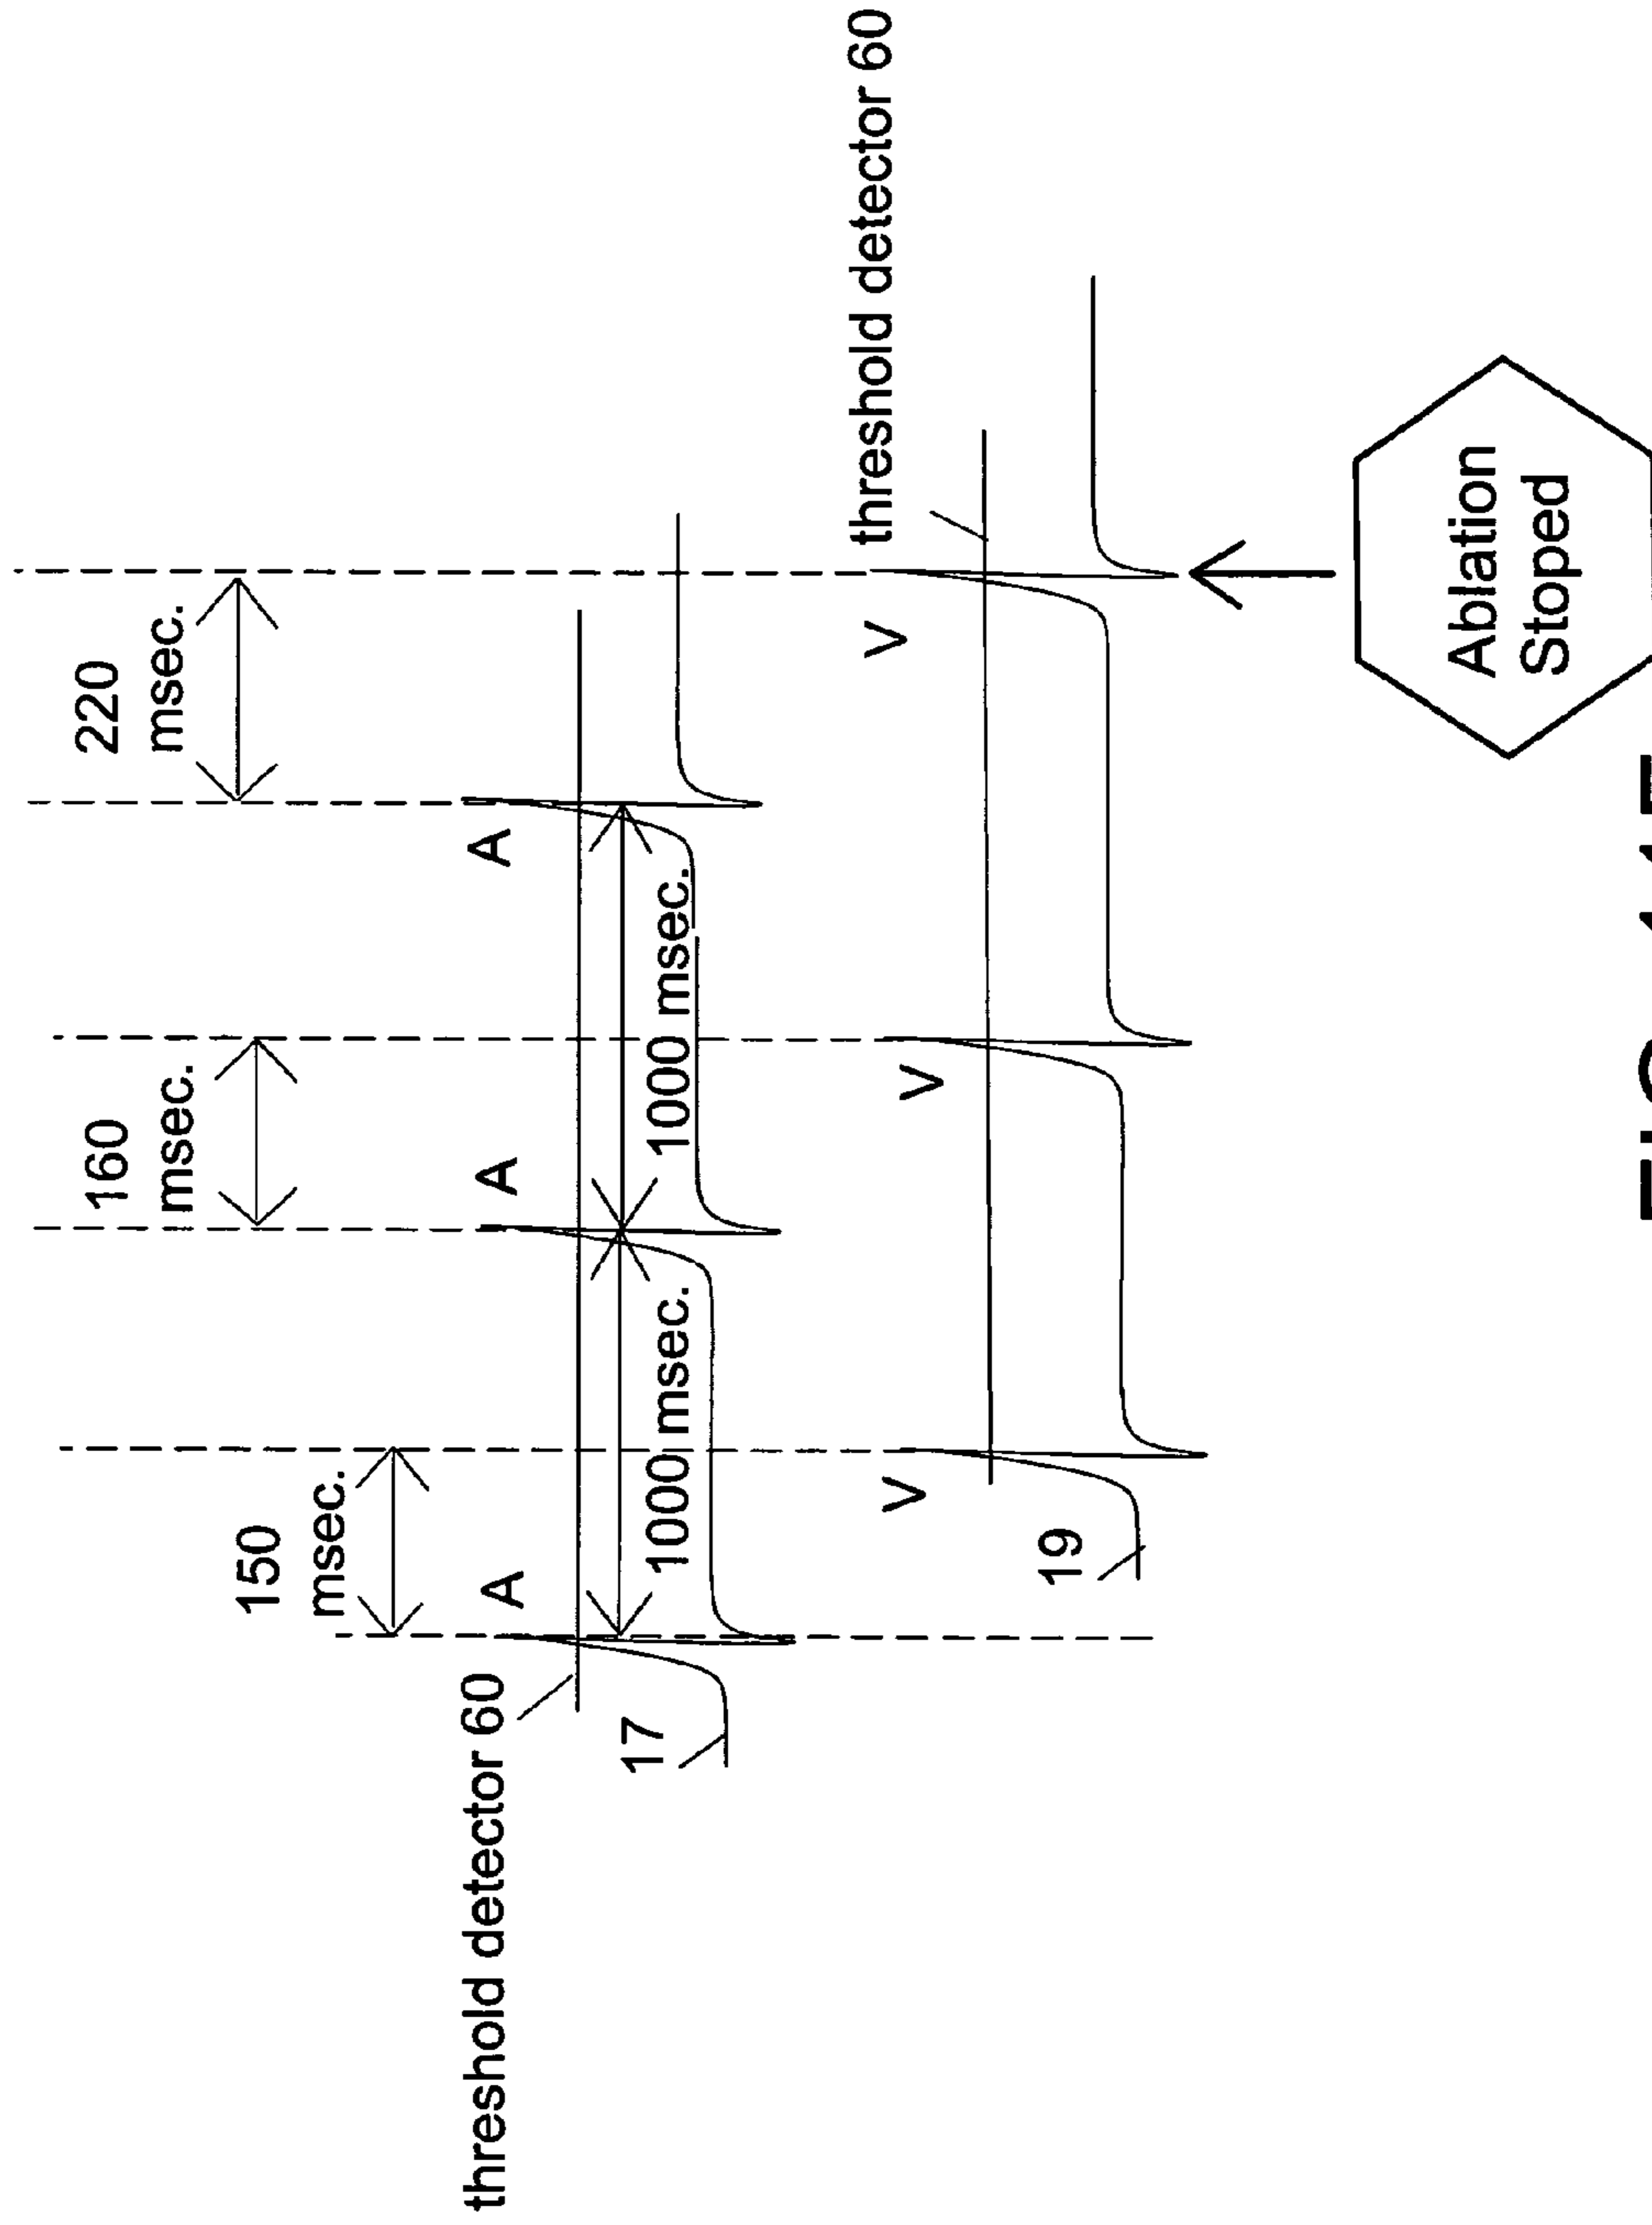 150
msec.
160
msec.
220
msec.
threshold detector 60
A
A
A
17
1000 msec.
1000 msec.
threshold detector 60
V
V
V
19
Ablation
Stopped